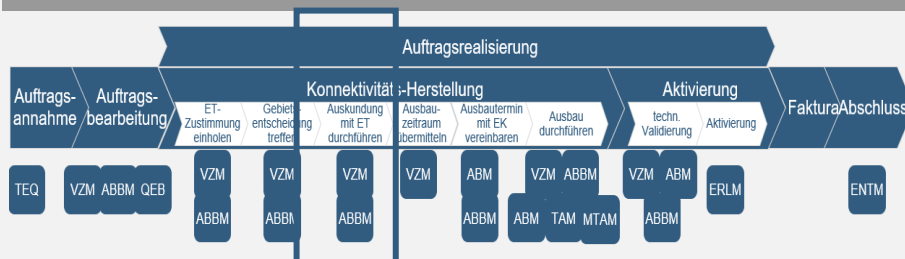 Auftragsrealisierung
Auftrags-
annahme
Auftrags-
bearbeitung
Konnektivität s-Herstellung
Aktivierung
Faktura
Abschluss
ET-
Zustimmung
einholen
Gebiets-
entscheidung
treffen
Auskundung
mit ET
durchführen
Ausbau-
zeitraum
übermitteln
Ausbautermin
mit EK
vereinbaren
Ausbau
durchführen
techn.
Validierung
Aktivierung
TEQ
VZM ABBM QEB
VZM
ABBM
VZM
ABBM
VZM
ABBM
VZM
ABM
ABBM
VZM ABBM
ABM TAM MTAM
VZM ABM
ABBM
ERLM
ENTM